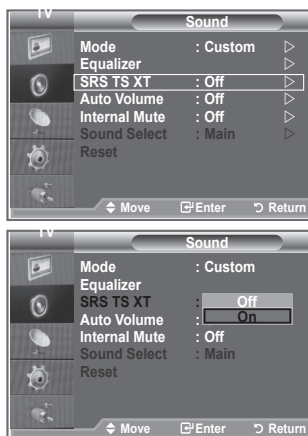 TV
Sound
Mode : Custom
Equalizer
SRS TS XT : Off
Auto Volume : Off
Internal Mute : Off
Sound Select : Main
Reset
Move Enter Return
TV
Sound
Mode : Custom
Equalizer
SRS TS XT : Off
Auto Volume : On
Internal Mute : Off
Sound Select : Main
Reset
Move Enter Return